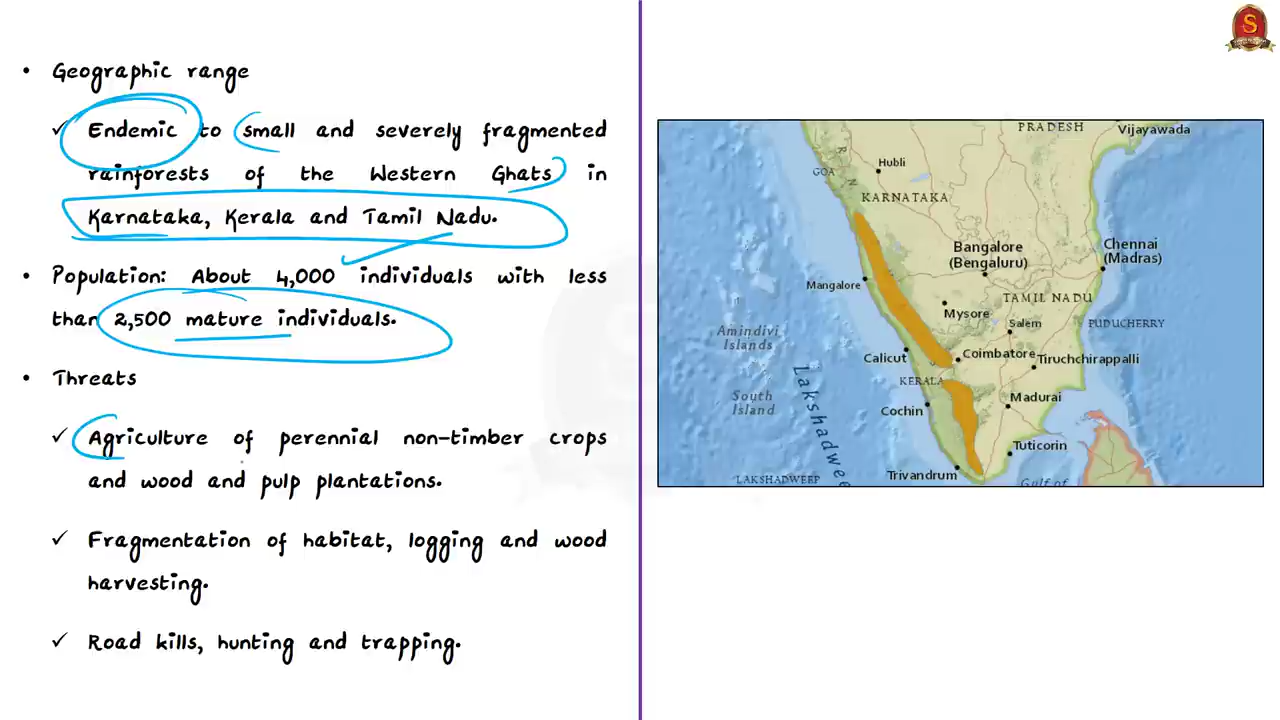 • Geographic range
✓ Endemic to small and severely fragmented
rainforests of the Western Ghats in
Karnataka, Kerala and Tamil Nadu.
• Population: About 4,000 individuals with less
than 2,500 mature individuals.
• Threats
✓ Agriculture of perennial non-timber crops
and wood and pulp plantations.
✓ Fragmentation of habitat, logging and wood
harvesting.
✓ Road kills, hunting and trapping.
S
PRADESH
Vijayawada
Hubli
GOA
KARNATAKA
Bangalore
(Bengaluru)
Chennai
(Madras)
Mangalore
TAMIL NADU
Mysore
Salem
PUDUCHERRY
Amindivi
Islands
Calicut
Coimbatore
Tiruchchirappalli
KERALA
South
Island
Cochin
Madurai
Tuticorin
Trivandrum
LAKSHADWEEP
Gulf of